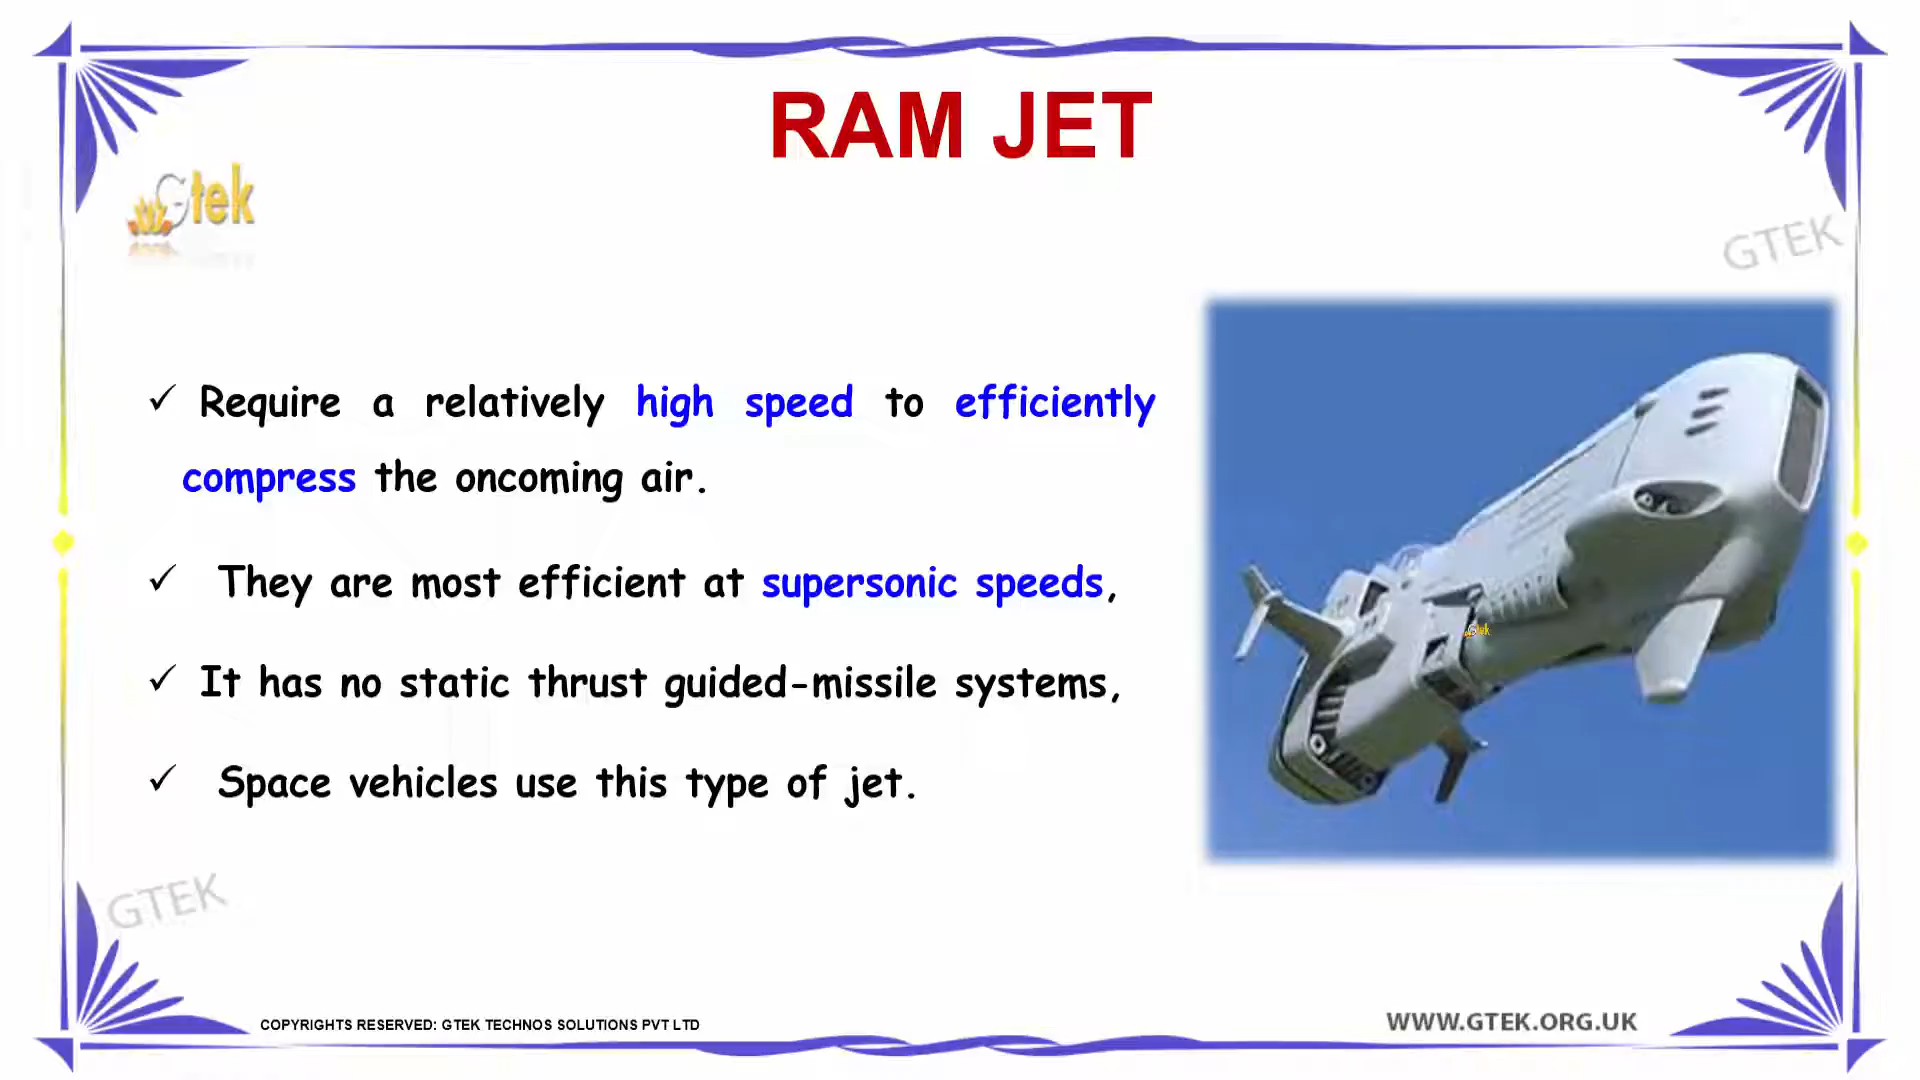 RAM JET
Gtek
GTEK
✓ Require a relatively high speed to efficiently
compress the oncoming air.
✓ They are most efficient at supersonic speeds,
✓ It has no static thrust guided-missile systems,
✓ Space vehicles use this type of jet.
Gtek
GTEK
COPYRIGHTS RESERVED: GTEK TECHNOS SOLUTIONS PVT LTD
WWW.GTEK.ORG.UK